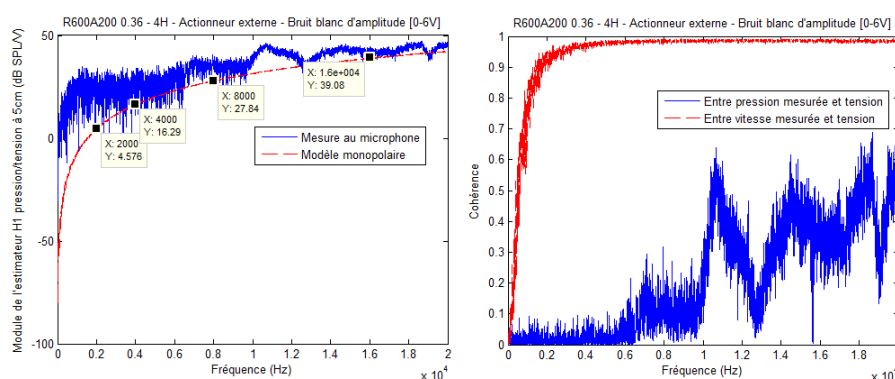 R600A200 0.36 - 4H - Actionneur externe - Bruit blanc d'amplitude [0-6V]
Module de l'estimateur H1 pression/tension à 5cm (dB SPL/V)
50
0
-50
-100
X: 2000
Y: 4.576
X: 4000
Y: 16.29
X: 8000
Y: 27.84
X: 1.6e+004
Y: 39.08
Mesure au microphone
Modèle monopolaire
0 0.2 0.4 0.6 0.8 1 1.2 1.4 1.6 1.8 2
Fréquence (Hz)
x 10^4
R600A200 0.36 - 4H - Actionneur externe - Bruit blanc d'amplitude [0-6V]
Cohérence
1
0.9
0.8
0.7
0.6
0.5
0.4
0.3
0.2
0.1
0
Entre pression mesurée et tension
Entre vitesse mesurée et tension
0 0.2 0.4 0.6 0.8 1 1.2 1.4 1.6 1.8
Fréquence (Hz)